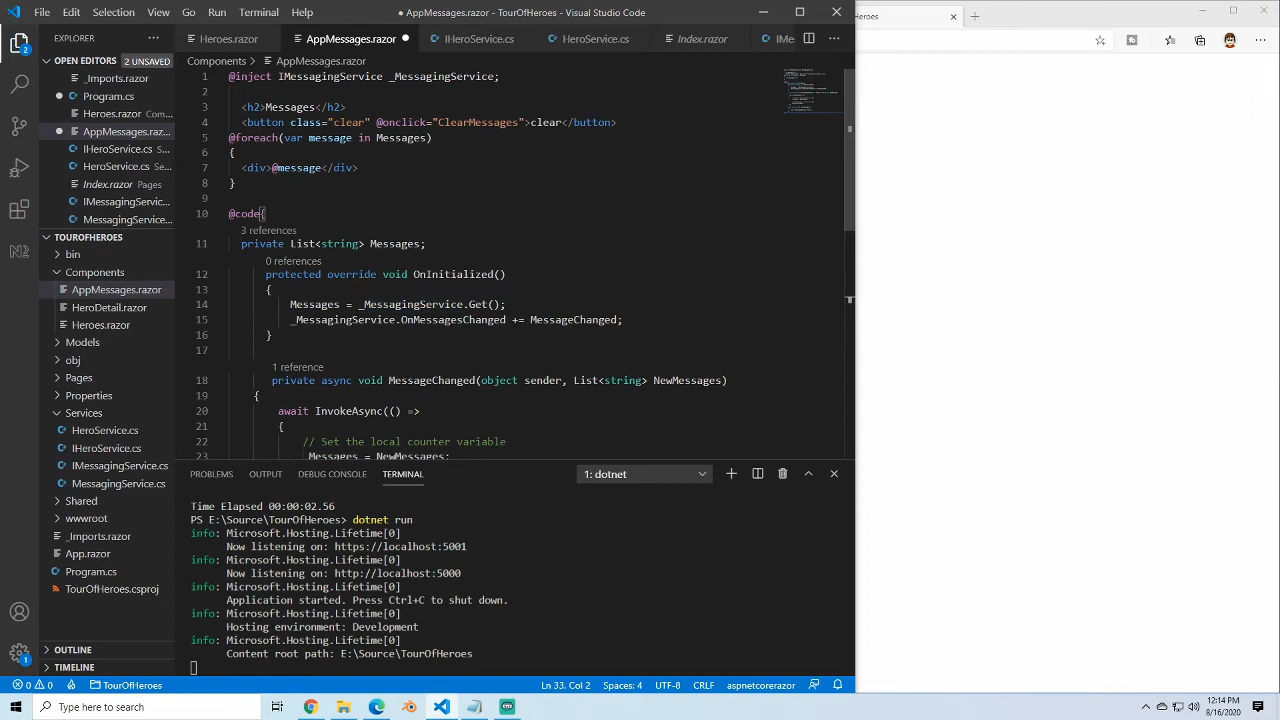 File Edit Selection View Go Run Terminal Help
● AppMessages.razor - TourOfHeroes - Visual Studio Code
Heroes
EXPLORER
Heroes.razor
AppMessages.razor
IHeroService.cs
HeroService.cs
Index.razor
IMes
OPEN EDITORS 2 UNSAVED
Components > AppMessages.razor
_Imports.razor
Program.cs
Heroes.razor Com...
AppMessages.raz...
IHeroService.cs S...
HeroService.cs Se...
Index.razor Pages
IMessagingServic...
MessagingService...
TOUROFHEROES
bin
Components
AppMessages.razor
HeroDetail.razor
Heroes.razor
Models
obj
Pages
Properties
Services
HeroService.cs
IHeroService.cs
IMessagingService.cs
MessagingService.cs
Shared
wwwroot
_Imports.razor
App.razor
Program.cs
TourOfHeroes.csproj
OUTLINE
TIMELINE
1 @inject IMessagingService _MessagingService;
2
3 <h2>Messages</h2>
4 <button class="clear" @onclick="ClearMessages">clear</button>
5 @foreach(var message in Messages)
6 {
7 <div>@message</div>
8 }
9
10 @code{
3 references
11 private List<string> Messages;
0 references
12 protected override void OnInitialized()
13 {
14 Messages = _MessagingService.Get();
15 _MessagingService.OnMessagesChanged += MessageChanged;
16 }
17
1 reference
18 private async void MessageChanged(object sender, List<string> NewMessages)
19 {
20 await InvokeAsync(() =>
21 {
22 // Set the local counter variable
23 Messages = NewMessages;
PROBLEMS OUTPUT DEBUG CONSOLE TERMINAL
1: dotnet
Time Elapsed 00:00:02.56
PS E:\Source\TourOfHeroes> dotnet run
info: Microsoft.Hosting.Lifetime[0]
Now listening on: https://localhost:5001
info: Microsoft.Hosting.Lifetime[0]
Now listening on: http://localhost:5000
info: Microsoft.Hosting.Lifetime[0]
Application started. Press Ctrl+C to shut down.
info: Microsoft.Hosting.Lifetime[0]
Hosting environment: Development
info: Microsoft.Hosting.Lifetime[0]
Content root path: E:\Source\TourOfHeroes
0 0 TourOfHeroes
Ln 33, Col 2 Spaces: 4 UTF-8 CRLF aspnetcorerazor
Type here to search
12:14 PM
8/16/2020